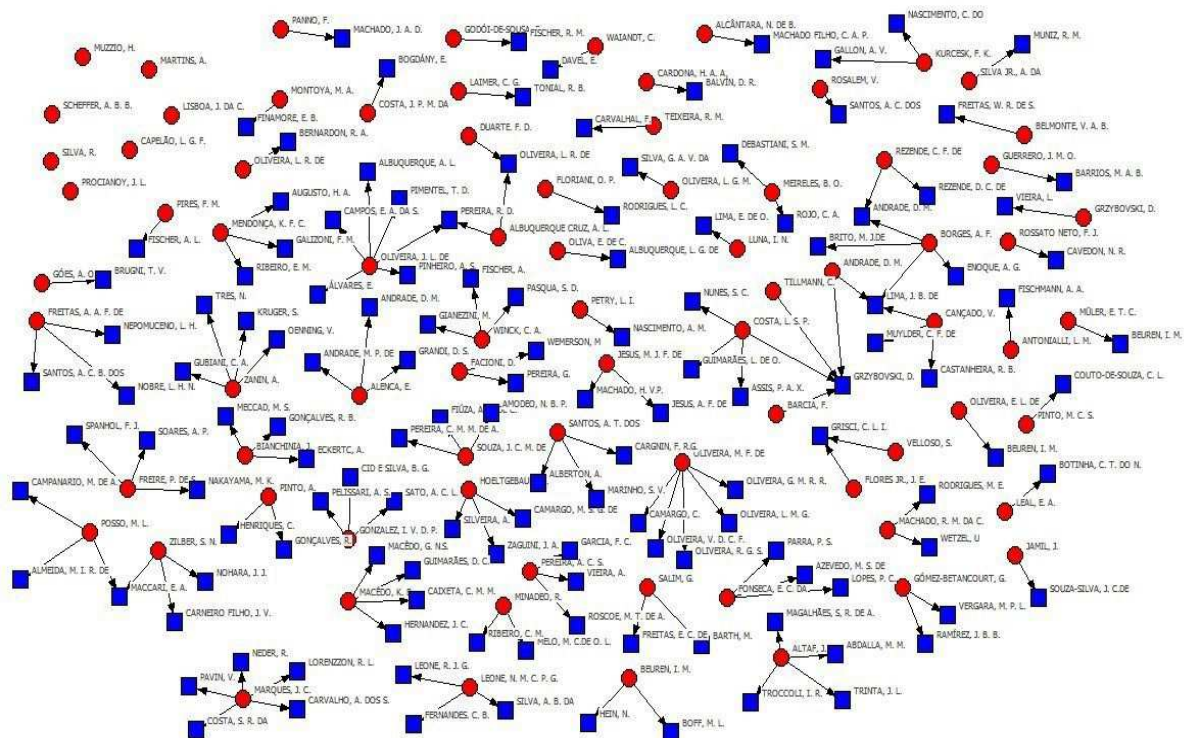 PANNO, F.
MACHADO, J. A. D.
GODÓI-DE-SOUSA,
FISCHER, R. M.
WAIANDT, C.
DAVEL, E.
ALCÂNTARA, N. DE B.
MACHADO FILHO, C. A. P.
NASCIMENTO, C. DO
GALLON, A. V.
KURCESK, F. K.
MUNIZ, R. M.
SILVA JR., A. DA
MUZZIO, H.
MARTINS, A.
BOGDÁNY, E.
COSTA, J. P. M. DA
LAIMER, C. G.
TONIAL, R. B.
CARDONA, H. A. A.
BALVÍN, D. R.
ROSALEM, V.
SANTOS, A. C. DOS
SCHEFFER, A. B. B.
LISBOA, J. DA C.
MONTOYA, M. A.
FINAMORE, E. B.
BERNARDON, R. A.
CARVALHAL, F.
TEIXEIRA, R. M.
FREITAS, W. R. DE S.
BELMONTE, V. A. B.
SILVA, R.
CAPELÃO, L. G. F.
OLIVEIRA, L. R. DE
DUARTE, F. D.
OLIVEIRA, L. R. DE
DEBASTIANI, S. M.
REZENDE, C. F. DE
GUERRERO, J. M. O.
BARRIOS, M. A. B.
PROCIANOY, J. L.
ALBUQUERQUE, A. L.
SILVA, G. A. V. DA
OLIVEIRA, L. G. M.
MEIRELES, B. O.
ROJO, C. A.
REZENDE, D. C. DE
ANDRADE, D. M.
VIEIRA, L.
GRZYBOVSKI, D.
PIRES, F. M.
FISCHER, A. L.
AUGUSTO, H. A.
MENDONÇA, K. F. C.
GALIZONI, F. M.
RIBEIRO, E. M.
PIMENTEL, T. D.
CAMPOS, E. A. DA S.
PEREIRA, R. D.
FLORIANI, O. P.
RODRIGUES, L. C.
ALBUQUERQUE CRUZ, A. L.
LIMA, E. DE O.
LUNA, I. N.
OLIVA, E. DE C.
ALBUQUERQUE, L. G. DE
BRITO, M. J.DE
BORGES, A. F.
ENOQUE, A. G.
ROSSATO NETO, F. J.
CAVEDON, N. R.
GÓES, A. O.
BRUGNI, T. V.
OLIVEIRA, J. L. DE
PINHEIRO, A. S.
ÁLVARES, E.
FISCHER, A.
PASQUA, S. D.
GIANEZINI, M.
WINCK, C. A.
TILLMANN, C.
ANDRADE, D. M.
LIMA, J. B. DE
CANÇADO, V.
MUYLDER, C. F. DE
CASTANHEIRA, R. B.
FISCHMANN, A. A.
ANTONIALLI, L. M.
MÜLER, E. T. C.
BEUREN, I. M.
FREITAS, A. A. F. DE
NEPOMUCENO, L. H.
SANTOS, A. C. B. DOS
NOBRE, L. H. N.
TRES, N.
KRUGER, S.
OENNING, V.
GUBIANI, C. A.
ZANIN, A.
ANDRADE, D. M.
ANDRADE, M. P. DE
GRANDI, D. S.
ALENCA, E.
FACIONI, D.
WEMERSON, M
PEREIRA, G.
PETRY, L. I.
NASCIMENTO, A. M.
JESUS, M. J. F. DE
MACHADO, H. V.P.
JESUS, A. F. DE
NUNES, S. C.
COSTA, L. S. P.
GUIMARÃES, L. DE O.
ASSIS, P. A. X.
GRZYBOVSKI, D.
BARCIA, F.
COUTO-DE-SOUZA, C. L.
PINTO, M. C. S.
OLIVEIRA, E. L. DE
BEUREN, I. M.
MECCAD, M. S.
GONÇALVES, R. B.
BIANCHINIA, J.
ECKERTC, A.
AMODEO, N. B. P.
FIÚZA, A.
PEREIRA, C. M. M. DE A.
SOUZA, J. C. M. DE
SANTOS, A. T. DOS
CARGNIN, F. R.G.
ALBERTON, A.
MARINHO, S. V.
GRISCI, C. L. I.
VELLOSO, S.
FLORES JR., J. E.
SPANHOL, F. J.
SOARES, A. P.
FREIRE, P. DE S.
NAKAYAMA, M. K.
CAMPANARIO, M. DE A.
POSSO, M. L.
ALMEIDA, M. I. R. DE
MACCARI, E. A.
ZILBER, S. N.
NOHARA, J. J.
CARNEIRO FILHO, J. V.
PINTO, A.
HENRIQUES, C.
GONÇALVES, R.
CID E SILVA, B. G.
PELISSARI, A. S.
SATO, A. C. L.
GONZALEZ, I. V. D. P.
HOELTGEBAU
SILVEIRA, A.
CAMARGO, M. S. G. DE
ZAGUINI, J. A.
OLIVEIRA, M. F. DE
OLIVEIRA, G. M. R. R.
OLIVEIRA, L. M. G.
CAMARGO, C.
OLIVEIRA, V. D. C. F.
OLIVEIRA, R. G. S.
BOTINHA, C. T. DO N.
LEAL, E. A.
RODRIGUES, M. E.
MACHADO, R. M. DA C.
WETZEL, U
MACÊDO, G. N.S.
GUIMARÃES, D. C.
CAIXETA, C. M. M.
MACÊDO, K. B.
HERNANDEZ, J. C.
GARCIA, F. C.
PEREIRA, A. C. S.
VIEIRA, A.
ROSCOE, M. T. DE A.
MINADEO, R.
RIBEIRO, C. M.
MELO, M. C.DE O. L.
SALIM, G.
FREITAS, E. C. DE
BARTH, M.
PARRA, P. S.
AZEVEDO, M. S. DE
LOPES, P. C.
FONSECA, E. C. DA
GÓMEZ-BETANCOURT, G.
VERGARA, M. P. L.
RAMÍREZ, J. B. B.
JAMIL, J.
SOUZA-SILVA, J.C.DE
MAGALHÃES, S. R. DE A.
ALTAF, J.
ABDALLA, M. M.
TROCCOLI, I. R.
TRINTA, J. L.
NEDER, R.
LORENZZON, R. L.
PAVIN, V.
MARQUES, J. C.
CARVALHO, A. DOS S.
COSTA, S. R. DA
LEONE, R. J. G.
LEONE, N. M. C. P. G.
SILVA, A. B. DA
FERNANDES. C. B.
BEUREN, I. M.
HEIN, N.
BOFF, M. L.